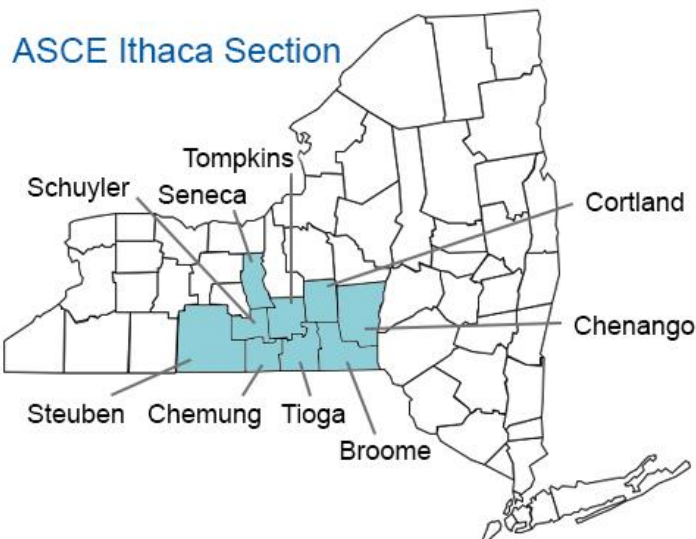 ASCE Ithaca Section
Tompkins
Schuyler
Seneca
Cortland
Chenango
Steuben
Chemung
Tioga
Broome